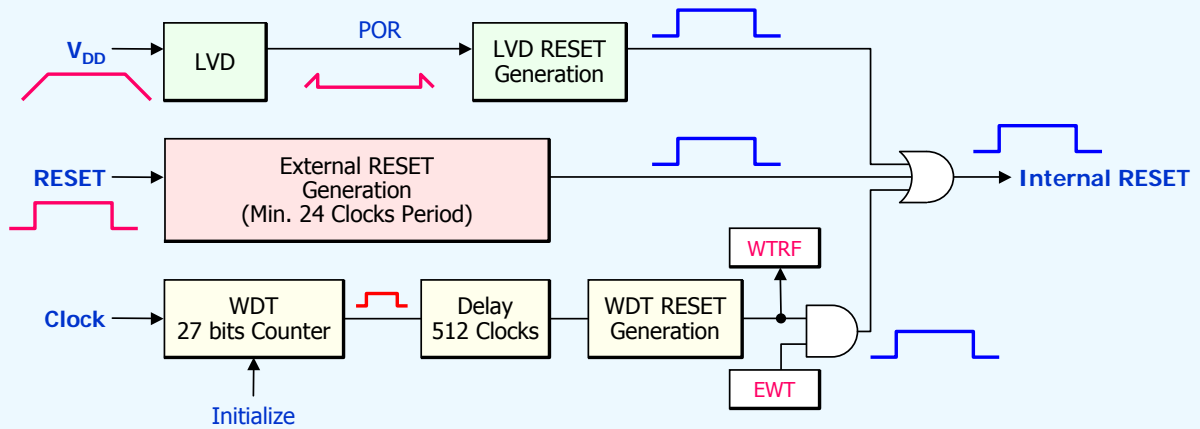 V_DD
LVD
POR
LVD RESET
Generation
RESET
External RESET
Generation
(Min. 24 Clocks Period)
Internal RESET
WTRF
Clock
WDT
27 bits Counter
Delay
512 Clocks
WDT RESET
Generation
EWT
Initialize